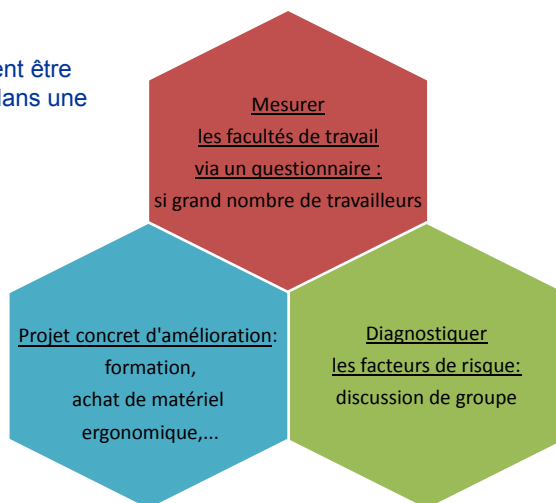 ent être
dans une
Mesurer
les facultés de travail
via un questionnaire :
si grand nombre de travailleurs
Projet concret d'amélioration:
formation,
achat de matériel
ergonomique,...
Diagnostiquer
les facteurs de risque:
discussion de groupe